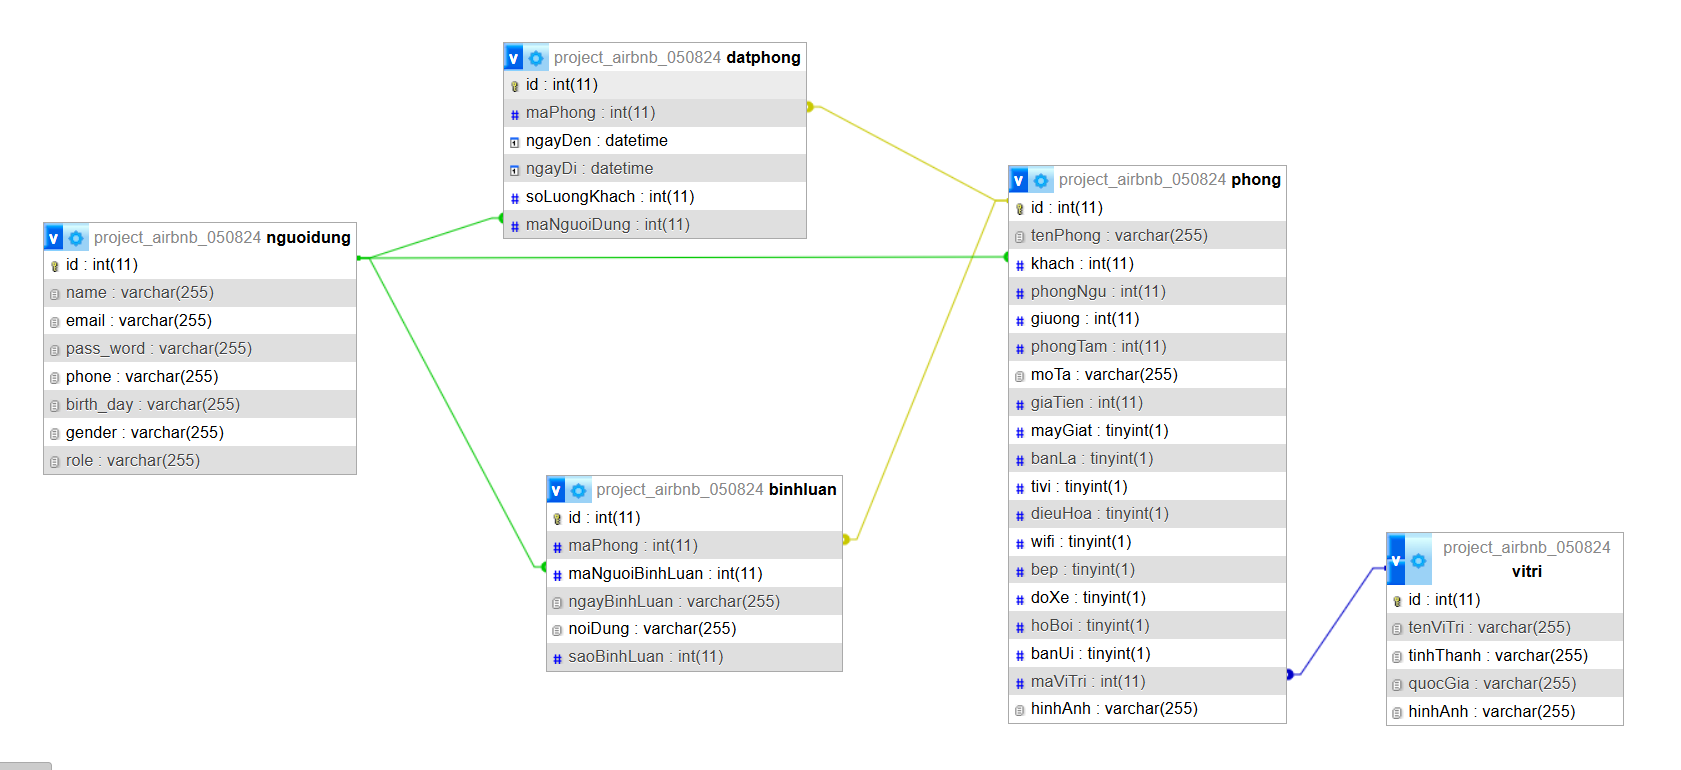 v project_airbnb_050824 datphong
id : int(11)
# maPhong : int(11)
ngayDen : datetime
ngayDi : datetime
# soLuongKhach : int(11)
# maNguoiDung : int(11)
v project_airbnb_050824 nguoidung
id : int(11)
name : varchar(255)
email : varchar(255)
pass_word : varchar(255)
phone : varchar(255)
birth_day : varchar(255)
gender : varchar(255)
role : varchar(255)
v project_airbnb_050824 binhluan
id : int(11)
# maPhong : int(11)
# maNguoiBinhLuan : int(11)
ngayBinhLuan : varchar(255)
noiDung : varchar(255)
# saoBinhLuan : int(11)
v project_airbnb_050824 phong
id : int(11)
tenPhong : varchar(255)
# khach : int(11)
# phongNgu : int(11)
# giuong : int(11)
# phongTam : int(11)
moTa : varchar(255)
# giaTien : int(11)
# mayGiat : tinyint(1)
# banLa : tinyint(1)
# tivi : tinyint(1)
# dieuHoa : tinyint(1)
# wifi : tinyint(1)
# bep : tinyint(1)
# doXe : tinyint(1)
# hoBoi : tinyint(1)
# banUi : tinyint(1)
# maViTri : int(11)
hinhAnh : varchar(255)
v project_airbnb_050824
vitri
id : int(11)
tenViTri : varchar(255)
tinhThanh : varchar(255)
quocGia : varchar(255)
hinhAnh : varchar(255)